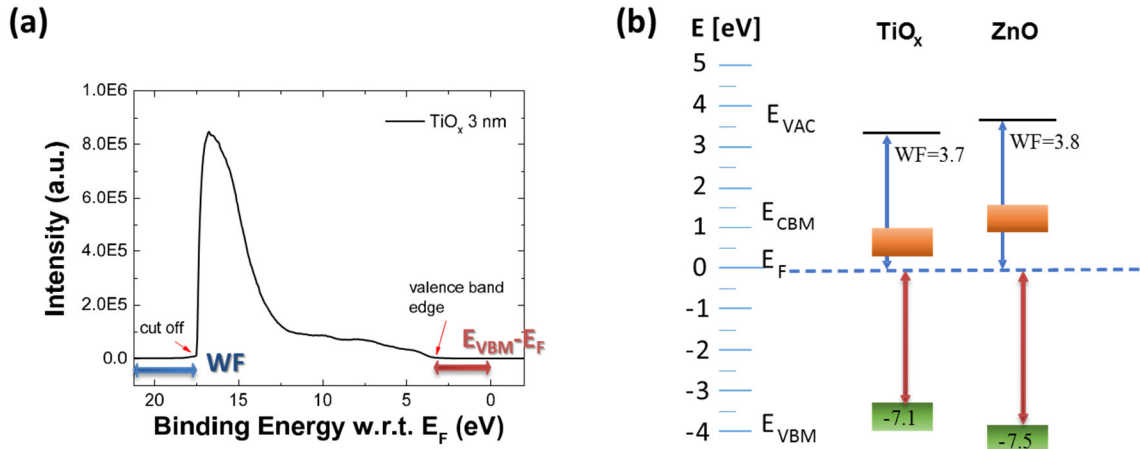 (a)
1.0E6
8.0E5
6.0E5
4.0E5
2.0E5
0.0
Intensity (a.u.)
TiOx 3 nm
cut off
WF
valence band
edge
EVBM-EF
20
15
10
5
0
Binding Energy w.r.t. EF (eV)
(b)
E [eV]
TiOx
ZnO
5
4
3
2
1
0
-1
-2
-3
-4
EVAC
ECBM
EF
EVBM
WF=3.7
WF=3.8
-7.1
-7.5